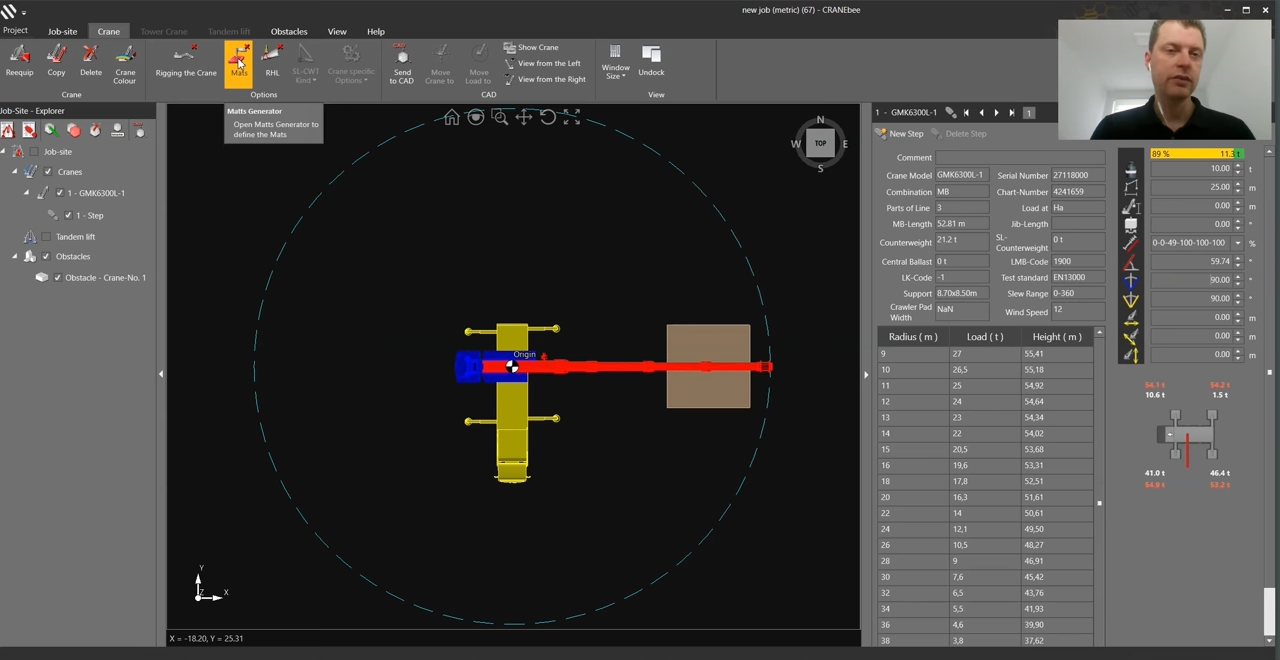 new job (metric) (67) - CRANEbee
Project Job-site Crane Tandem lift Tower Crane Obstacles View Help
Reequip
Copy
Delete
Crane
Colour
Crane
Rigging the Crane
Mats
RHL
SL-CWT
Kind
Crane specific
Options
Options
Send
to CAD
Move
Crane to
Move
Load to
Show Crane
View from the Left
View from the Right
CAD
Window
Size
Undock
View
Matts Generator
Open Matts Generator to
define the Mats
Job-Site - Explorer
Job-site
Cranes
1 - GMK6300L-1
1 - Step
Tandem lift
Obstacles
Obstacle - Crane-No. 1
N
W TOP E
S
Origin
Y
Z X
X = -18.20, Y = 25.31
1 - GMK6300L-1 1
New Step Delete Step
Comment
Crane Model GMK6300L-1 Serial Number 27118000
Combination MB Chart-Number 4241659
Parts of Line 3 Load at Ha
MB-Length 52.81 m Jib-Length
Counterweight 21.2 t SL-Counterweight 0 t
Central Ballast 0 t LMB-Code 1900
LK-Code -1 Test standard EN13000
Support 8.70x8.50m Slew Range 0-360
Crawler Pad Width NaN Wind Speed 12
Radius ( m ) Load ( t ) Height ( m )
9 27 55,41
10 26,5 55,18
11 25 54,92
12 24 54,64
13 23 54,34
14 22 54,02
15 20,5 53,68
16 19,6 53,31
18 17,8 52,51
20 16,3 51,61
22 14 50,61
24 12,1 49,50
26 10,5 48,27
28 9 46,91
30 7,6 45,42
32 6,5 43,76
34 5,5 41,93
36 4,6 39,90
38 3,8 37,62
89 % 11.3 t
10.00 t
25.00 m
0.00 m
0.00 °
0-0-49-100-100-100 %
59.74 °
90.00 °
90.00 °
0.00 m
0.00 m
0.00 m
54.1 t 54.2 t
10.6 t 1.5 t
41.0 t 46.4 t
54.9 t 53.2 t